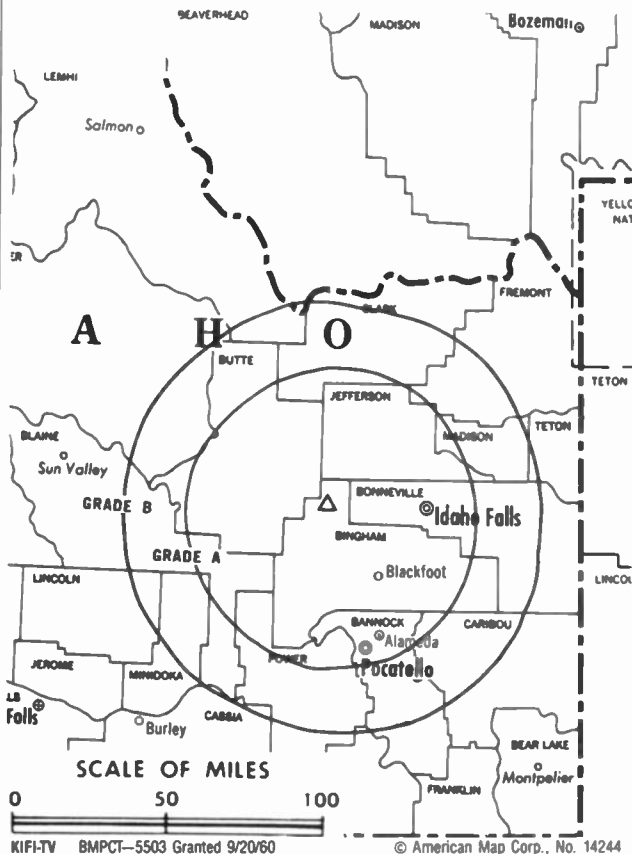 BEAVERHEAD
MADISON
Bozeman
LEMHI
Salmon
YELLO
NAT
ER
FREMONT
CLARK
A H O
BUTTE
TETON
JEFFERSON
BLAINE
MADISON
TETON
Sun Valley
GRADE B
BONNEVILLE
Idaho Falls
BINGHAM
GRADE A
Blackfoot
LINCOLN
LINCOL
BANNOCK
CARIBOU
Alameda
JEROME
POWER
Pocatello
MINIDOKA
LS
Falls
CASSIA
Burley
BEAR LAKE
SCALE OF MILES
Montpelier
FRANKLIN
0 50 100
KIFI-TV BMPCT—5503 Granted 9/20/60 © American Map Corp., No. 14244